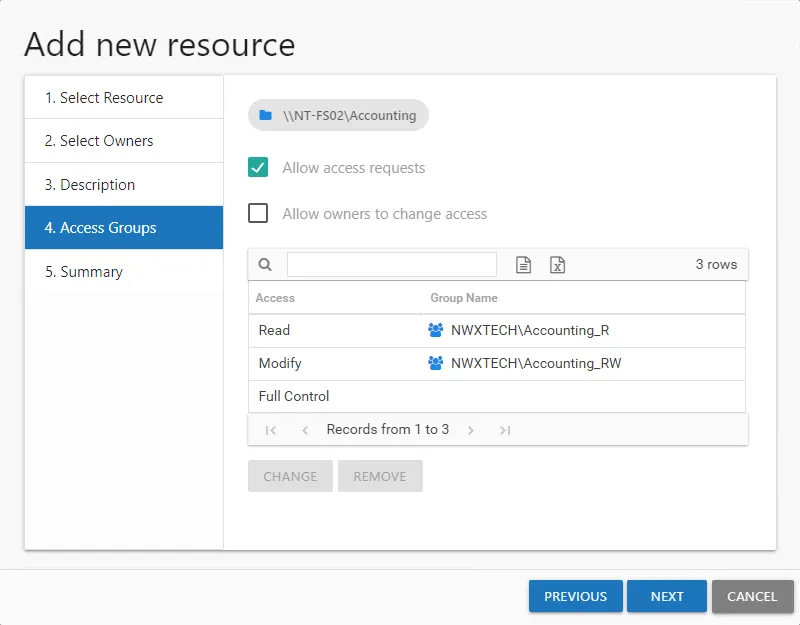 Add new resource
1. Select Resource
2. Select Owners
3. Description
4. Access Groups
5. Summary
\\NT-FS02\Accounting
Allow access requests
Allow owners to change access
3 rows
Access Group Name
Read NWXTECH\Accounting_R
Modify NWXTECH\Accounting_RW
Full Control
Records from 1 to 3
CHANGE REMOVE
PREVIOUS NEXT CANCEL